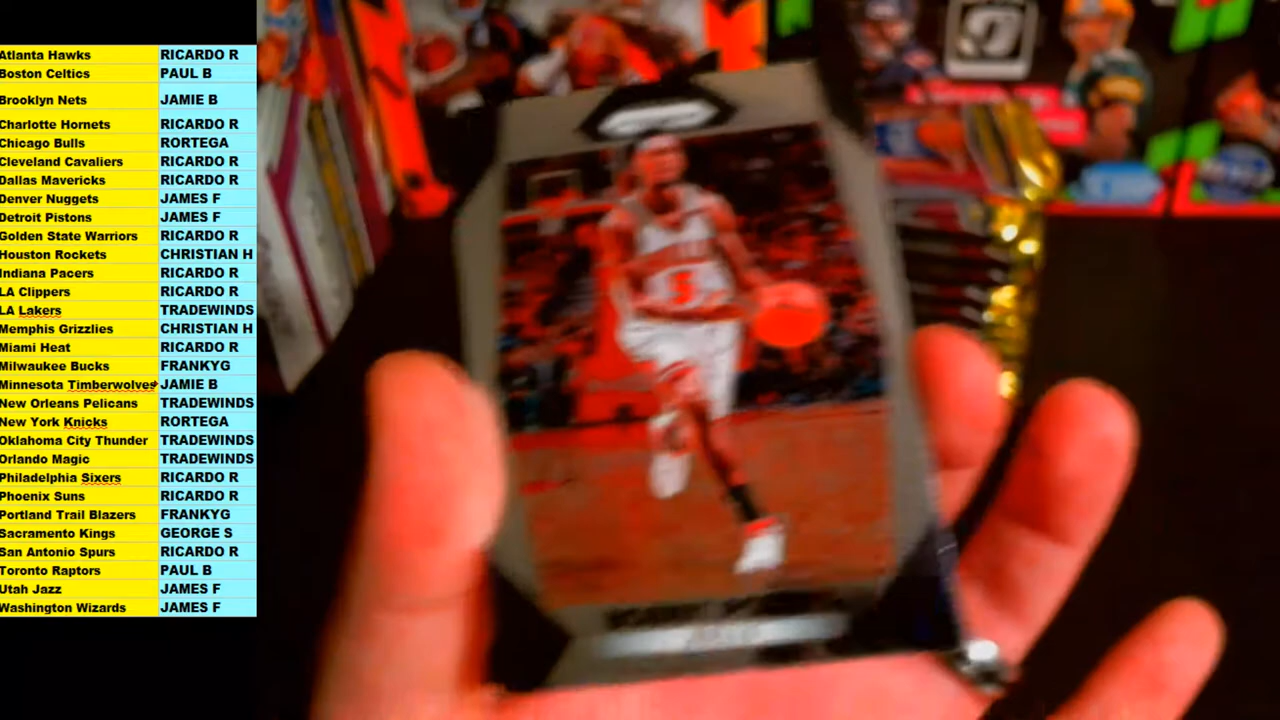 Atlanta Hawks RICARDO R
Boston Celtics PAUL B
Brooklyn Nets JAMIE B
Charlotte Hornets RICARDO R
Chicago Bulls RORTEGA
Cleveland Cavaliers RICARDO R
Dallas Mavericks RICARDO R
Denver Nuggets JAMES F
Detroit Pistons JAMES F
Golden State Warriors RICARDO R
Houston Rockets CHRISTIAN H
Indiana Pacers RICARDO R
LA Clippers RICARDO R
LA Lakers TRADEWINDS
Memphis Grizzlies CHRISTIAN H
Miami Heat RICARDO R
Milwaukee Bucks FRANKYG
Minnesota Timberwolves JAMIE B
New Orleans Pelicans TRADEWINDS
New York Knicks RORTEGA
Oklahoma City Thunder TRADEWINDS
Orlando Magic TRADEWINDS
Philadelphia Sixers RICARDO R
Phoenix Suns RICARDO R
Portland Trail Blazers FRANKYG
Sacramento Kings GEORGE S
San Antonio Spurs RICARDO R
Toronto Raptors PAUL B
Utah Jazz JAMES F
Washington Wizards JAMES F